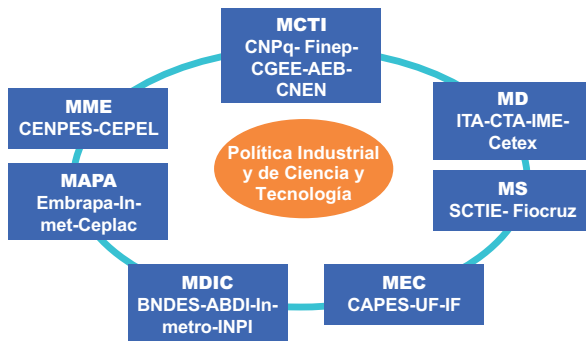 MCTI
CNPq- Finep-
CGEE-AEB-
CNEN
MME
CENPES-CEPEL
MD
ITA-CTA-IME-
Cetex
Política Industrial
y de Ciencia y
Tecnología
MAPA
Embrapa-In-
met-Ceplac
MS
SCTIE- Fiocruz
MDIC
BNDES-ABDI-In-
metro-INPI
MEC
CAPES-UF-IF